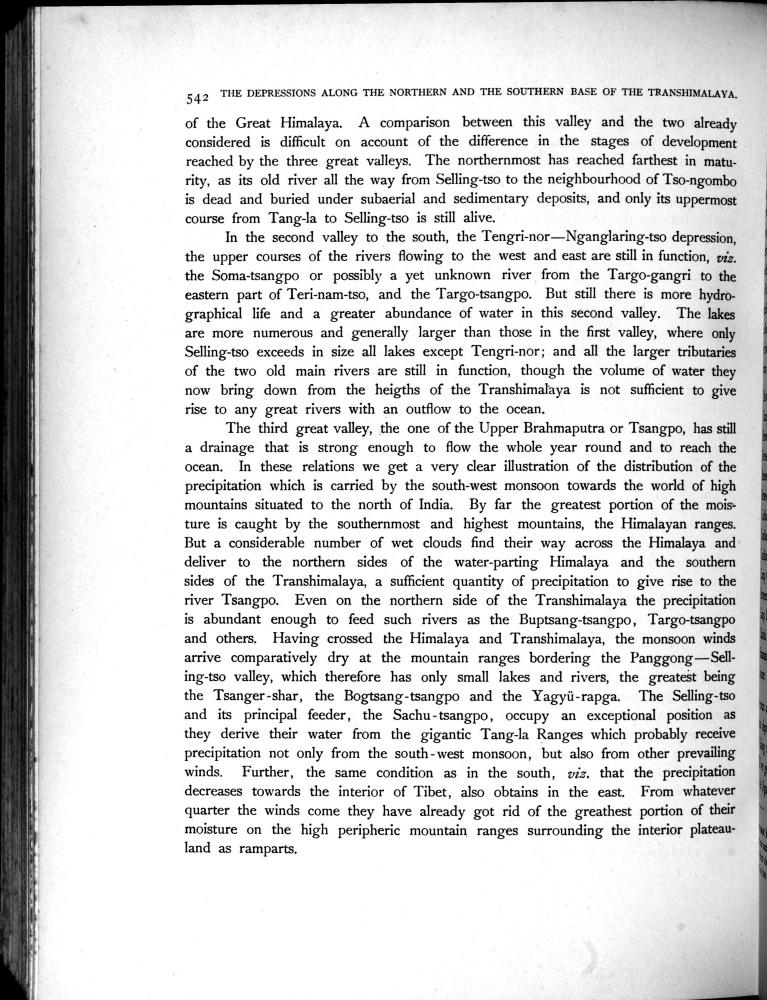 542 THE DEPRESSIONS ALONG THE NORTHERN AND THE SOUTHERN BASE OF THE TRANSHIMALAYA.
of the Great Himalaya. A comparison between this valley and the two already
considered is difficult on account of the difference in the stages of development
reached by the three great valleys. The northernmost has reached farthest in matu-
rity, as its old river all the way from Selling-tso to the neighbourhood of Tso-ngombo
is dead and buried under subaerial and sedimentary deposits, and only its uppermost
course from Tang-la to Selling-tso is still alive.
In the second valley to the south, the Tengri-nor—Nganglaring-tso depression,
the upper courses of the rivers flowing to the west and east are still in function, viz.
the Soma-tsangpo or possibly a yet unknown river from the Targo-gangri to the
eastern part of Teri-nam-tso, and the Targo-tsangpo. But still there is more hydro-
graphical life and a greater abundance of water in this second valley. The lakes
are more numerous and generally larger than those in the first valley, where only
Selling-tso exceeds in size all lakes except Tengri-nor; and all the larger tributaries
of the two old main rivers are still in function, though the volume of water they
now bring down from the heigths of the Transhimalaya is not sufficient to give
rise to any great rivers with an outflow to the ocean.
The third great valley, the one of the Upper Brahmaputra or Tsangpo, has still
a drainage that is strong enough to flow the whole year round and to reach the
ocean. In these relations we get a very clear illustration of the distribution of the
precipitation which is carried by the south-west monsoon towards the world of high
mountains situated to the north of India. By far the greatest portion of the mois-
ture is caught by the southernmost and highest mountains, the Himalayan ranges.
But a considerable number of wet clouds find their way across the Himalaya and
deliver to the northern sides of the water-parting Himalaya and the southern
sides of the Transhimalaya, a sufficient quantity of precipitation to give rise to the
river Tsangpo. Even on the northern side of the Transhimalaya the precipitation
is abundant enough to feed such rivers as the Buptsang-tsangpo, Targo-tsangpo
and others. Having crossed the Himalaya and Transhimalaya, the monsoon winds
arrive comparatively dry at the mountain ranges bordering the Panggong—Sell-
ing-tso valley, which therefore has only small lakes and rivers, the greatest being
the Tsanger-shar, the Bogtsang-tsangpo and the Yagyü-rapga. The Selling-tso
and its principal feeder, the Sachu-tsangpo, occupy an exceptional position as
they derive their water from the gigantic Tang-la Ranges which probably receive
precipitation not only from the south-west monsoon, but also from other prevailing
winds. Further, the same condition as in the south, viz. that the precipitation
decreases towards the interior of Tibet, also obtains in the east. From whatever
quarter the winds come they have already got rid of the greathest portion of their
moisture on the high peripheric mountain ranges surrounding the interior plateau-
land as ramparts.